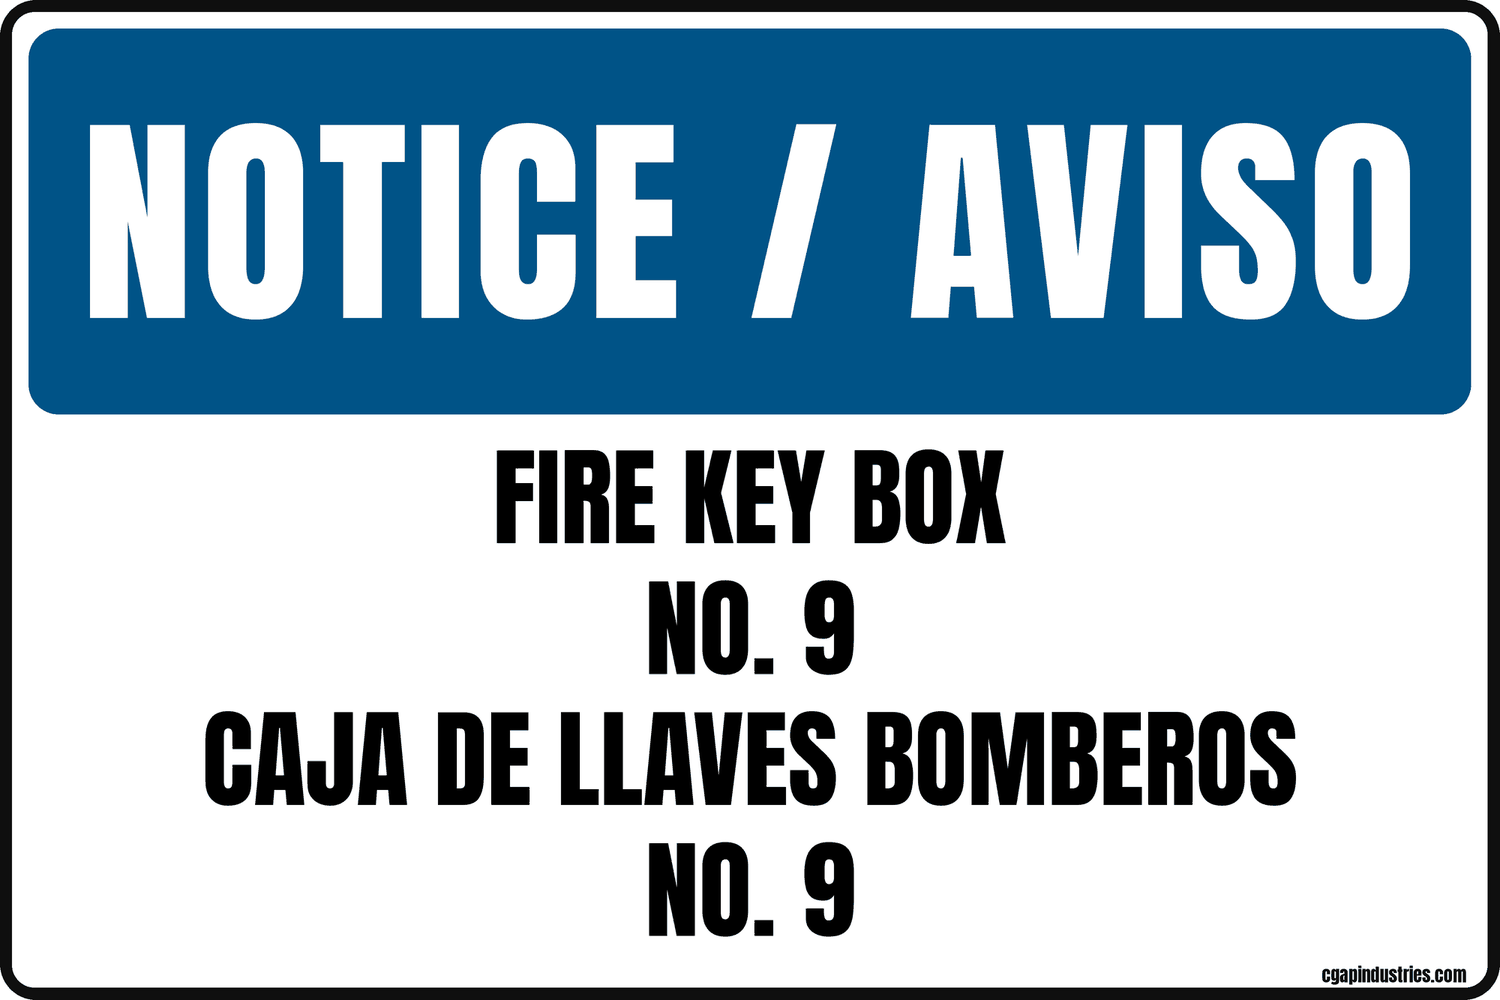 NOTICE / AVISO
FIRE KEY BOX
NO. 9
CAJA DE LLAVES BOMBEROS
NO. 9
cgapindustries.com